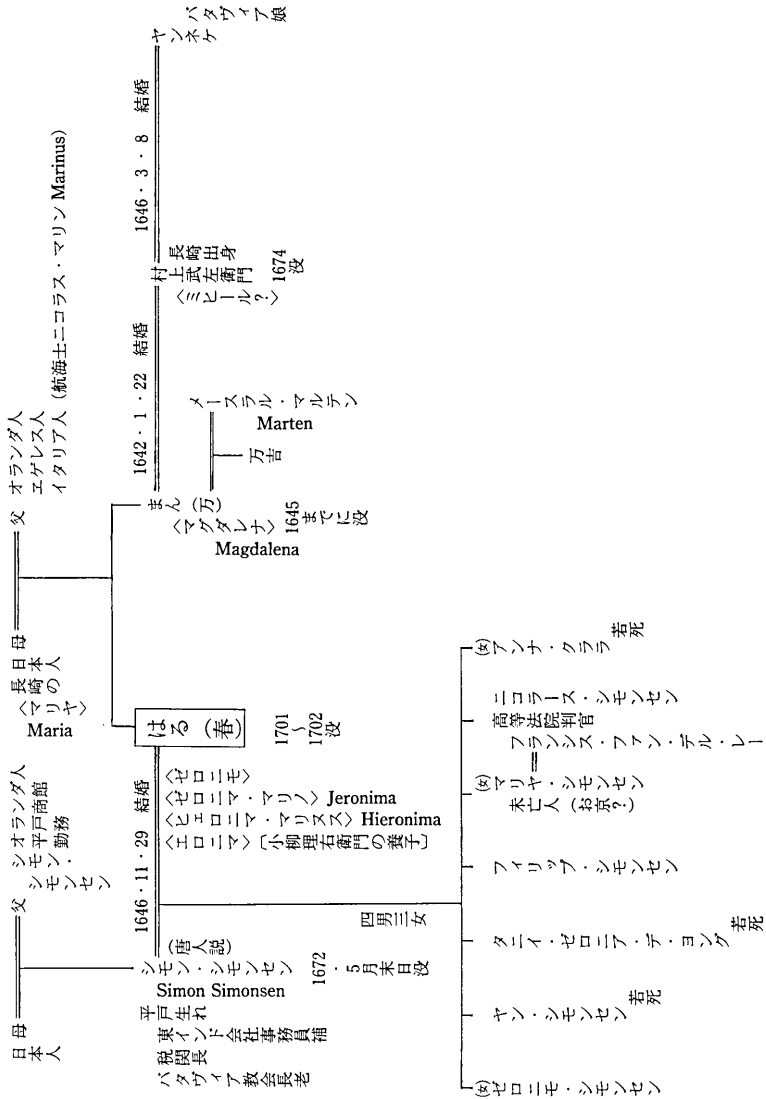 母
日本人
父
オランダ人
平戸商館
勤務
シモン・
シモンセン
母
日本人
長崎の
〈マリヤ〉
Maria
父
オランダ人
ヱゲレス人
イタリア人(航海士ニコラス・マリン Marinus)
シモン・シモンセン
(唐人説)
Simon Simonsen
1672・5月末日没
平戸生れ
東インド会社事務員補
税関長
バタヴィア教会長老
1646・11・29 結婚
はる(春)
1701〜1702没
〈ゼロニモ〉
〈ゼロニマ・マリノ〉Jeronima
〈ヒェロニマ・マリヌス〉Hieronima
〈エロニマ〉〔小柳理右衛門の養子〕
まん(万)
〈マグダレナ〉
Magdalena
1645までに没
メースラル・マルテン
Marten
万吉
1642・1・22 結婚
長崎出身
村上武左衛門
〈ミヒール?〉
1674没
1646・3・8 結婚
バタヴィア娘
ヤンネケ
四男三女
(女)ゼロニモ・シモンセン
ヤン・シモンセン
若死
タニィ・ゼロニア・デ・ヨング
若死
フィリップ・シモンセン
(女)マリヤ・シモンセン
未亡人(お京?)
フランシス・ファン・デル・レー
ニコラース・シモンセン
高等法院判官
(女)アンナ・クララ
若死